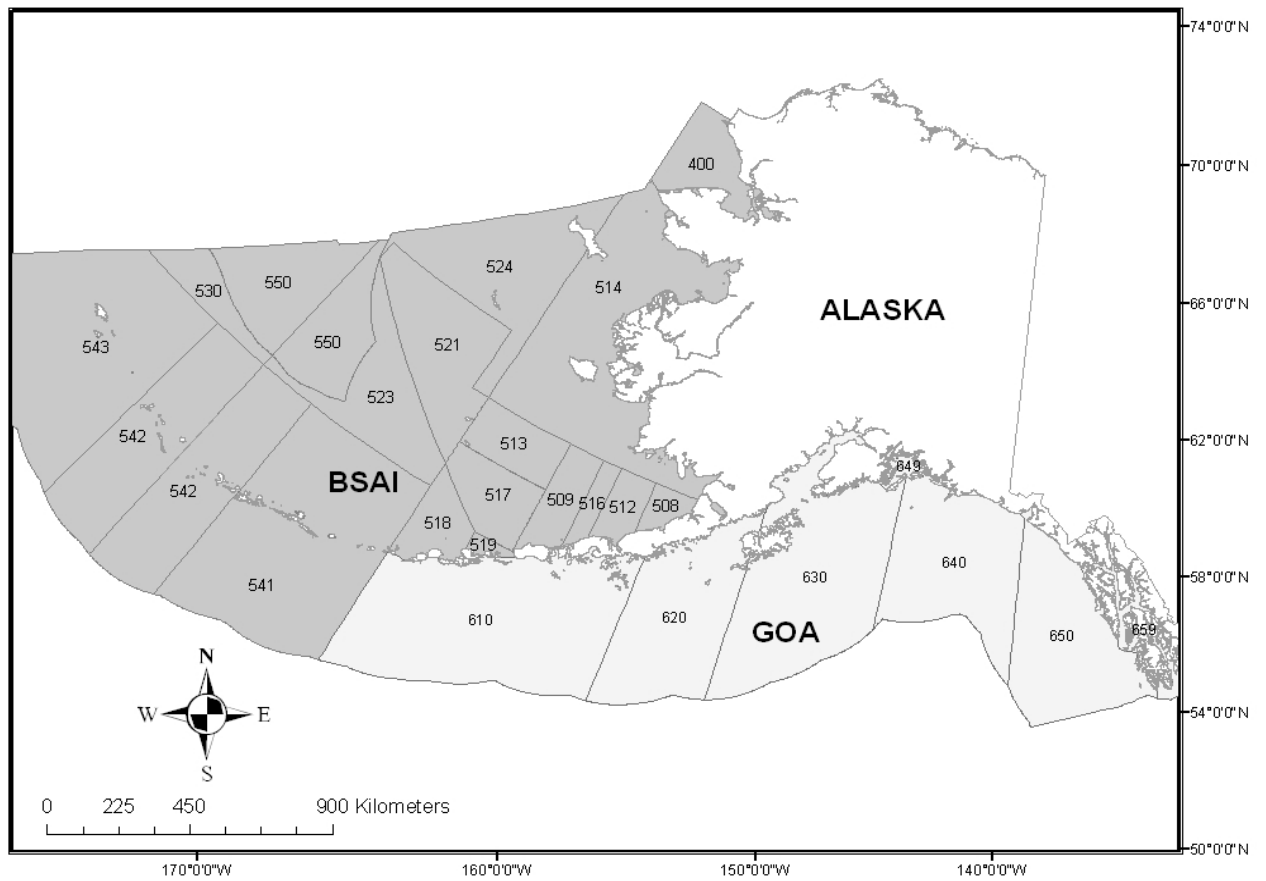 74°0'0"N
70°0'0"N
400
524
530
550
514
66°0'0"N
ALASKA
543
550
521
523
542
513
62°0'0"N
649
BSAI
542
517
509
516
512
508
518
519
58°0'0"N
541
630
640
610
620
GOA
650
659
N
W
E
S
54°0'0"N
0 225 450 900 Kilometers
50°0'0"N
170°0'0"W 160°0'0"W 150°0'0"W 140°0'0"W